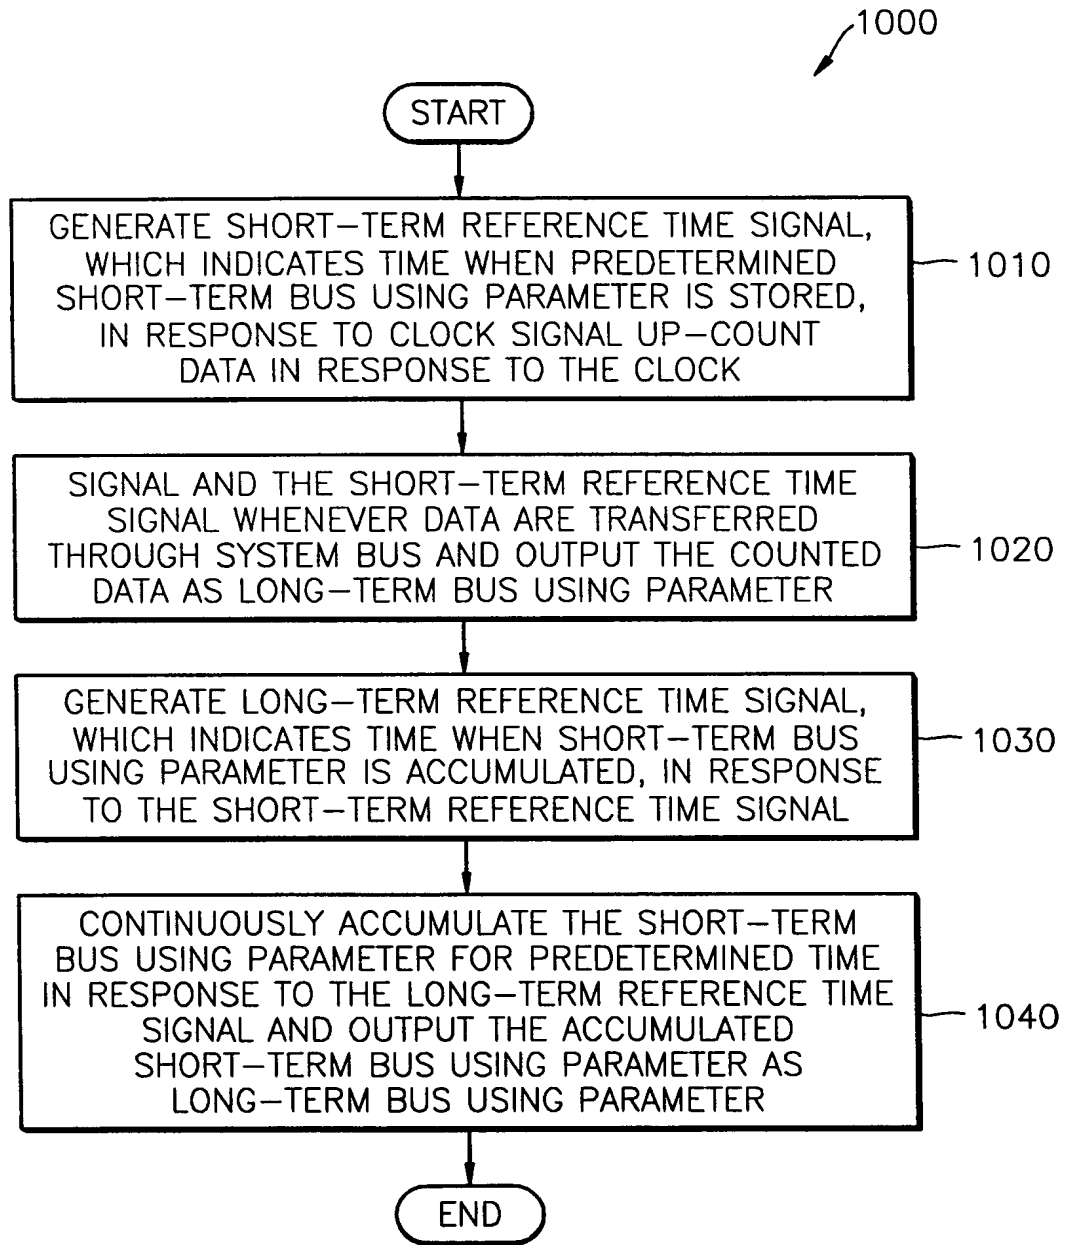 1000
START
GENERATE SHORT-TERM REFERENCE TIME SIGNAL,
WHICH INDICATES TIME WHEN PREDETERMINED
SHORT-TERM BUS USING PARAMETER IS STORED,
IN RESPONSE TO CLOCK SIGNAL UP-COUNT
DATA IN RESPONSE TO THE CLOCK
1010
SIGNAL AND THE SHORT-TERM REFERENCE TIME
SIGNAL WHENEVER DATA ARE TRANSFERRED
THROUGH SYSTEM BUS AND OUTPUT THE COUNTED
DATA AS LONG-TERM BUS USING PARAMETER
1020
GENERATE LONG-TERM REFERENCE TIME SIGNAL,
WHICH INDICATES TIME WHEN SHORT-TERM BUS
USING PARAMETER IS ACCUMULATED, IN RESPONSE
TO THE SHORT-TERM REFERENCE TIME SIGNAL
1030
CONTINUOUSLY ACCUMULATE THE SHORT-TERM
BUS USING PARAMETER FOR PREDETERMINED TIME
IN RESPONSE TO THE LONG-TERM REFERENCE TIME
SIGNAL AND OUTPUT THE ACCUMULATED
SHORT-TERM BUS USING PARAMETER AS
LONG-TERM BUS USING PARAMETER
1040
END